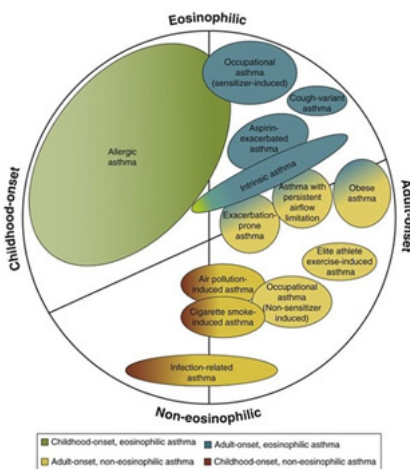 Eosinophilic
Occupational
asthma
(sensitizer-induced)
Cough-variant
asthma
Aspirin-
exacerbated
asthma
Allergic
asthma
Intrinsic asthma
Asthma with
persistent
airflow
limitation
Obese
asthma
Exacerbation-
prone
asthma
Childhood-onset
Adult-onset
Elite athlete
exercise-induced
asthma
Air pollution-
induced asthma
Occupational
asthma
(Non-sensitizer
induced)
Cigarette smoke-
induced asthma
Infection-related
asthma
Non-eosinophilic
Childhood-onset, eosinophilic asthma
Adult-onset, eosinophilic asthma
Adult-onset, non-eosinophilic asthma
Childhood-onset, non-eosinophilic asthma